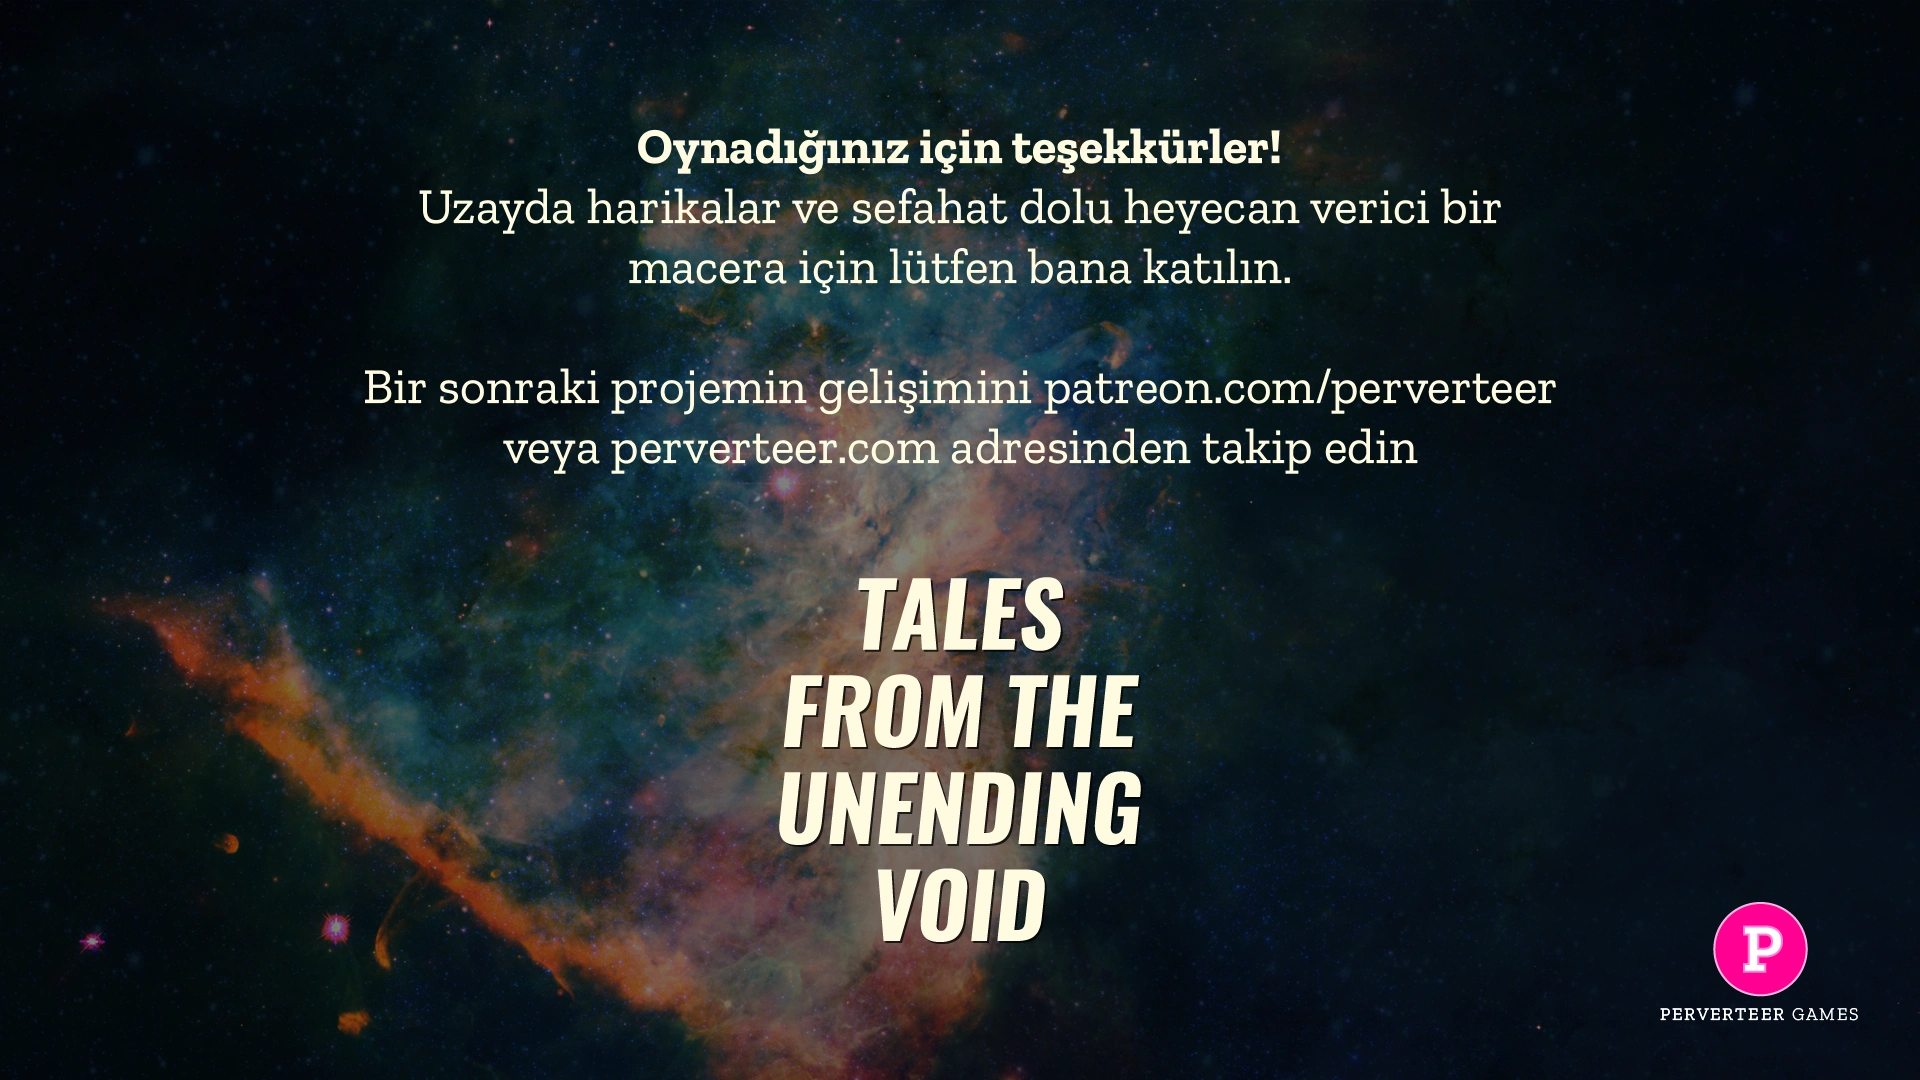 Oynadığınız için teşekkürler!
Uzayda harikalar ve sefahat dolu heyecan verici bir
macera için lütfen bana katılın.
Bir sonraki projemin gelişimini patreon.com/perverteer
veya perverteer.com adresinden takip edin
TALES
FROM THE
UNENDING
VOID
P
PERVERTEER GAMES